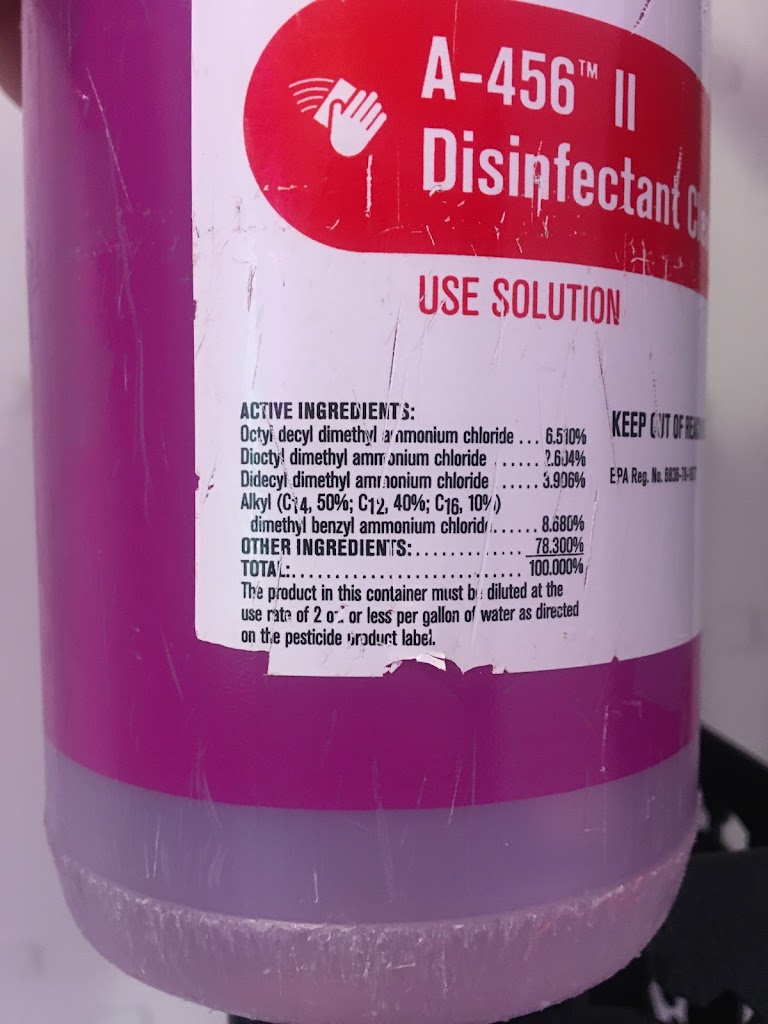 A-456™ II
Disinfectant
USE SOLUTION
ACTIVE INGREDIENTS:
Octyl decyl dimethyl ammonium chloride ... 6.510%
Dioctyl dimethyl ammonium chloride ...... 2.604%
Didecyl dimethyl ammonium chloride ..... 3.906%
Alkyl (C14, 50%; C12, 40%; C16, 10%)
dimethyl benzyl ammonium chloride....... 8.680%
OTHER INGREDIENTS:............... 78.300%
TOTAL:............................. 100.000%
The product in this container must be diluted at the
use rate of 2 oz. or less per gallon of water as directed
on the pesticide product label.
KEEP OUT OF
EPA Reg. No.